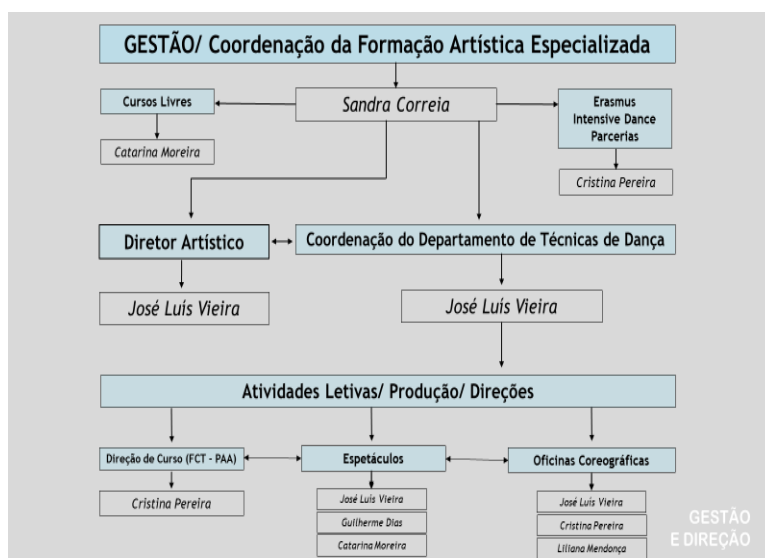 GESTÃO/ Coordenação da Formação Artística Especializada
Cursos Livres
Sandra Correia
Erasmus
Intensive Dance
Parcerias
Catarina Moreira
Cristina Pereira
Diretor Artístico
Coordenação do Departamento de Técnicas de Dança
José Luís Vieira
José Luís Vieira
Atividades Letivas/ Produção/ Direções
Direção de Curso (FCT - PAA)
Espetáculos
Oficinas Coreográficas
Cristina Pereira
José Luís Vieira
Guilherme Dias
Catarina Moreira
José Luís Vieira
Cristina Pereira
Liliana Mendonça
GESTÃO
E DIREÇÃO